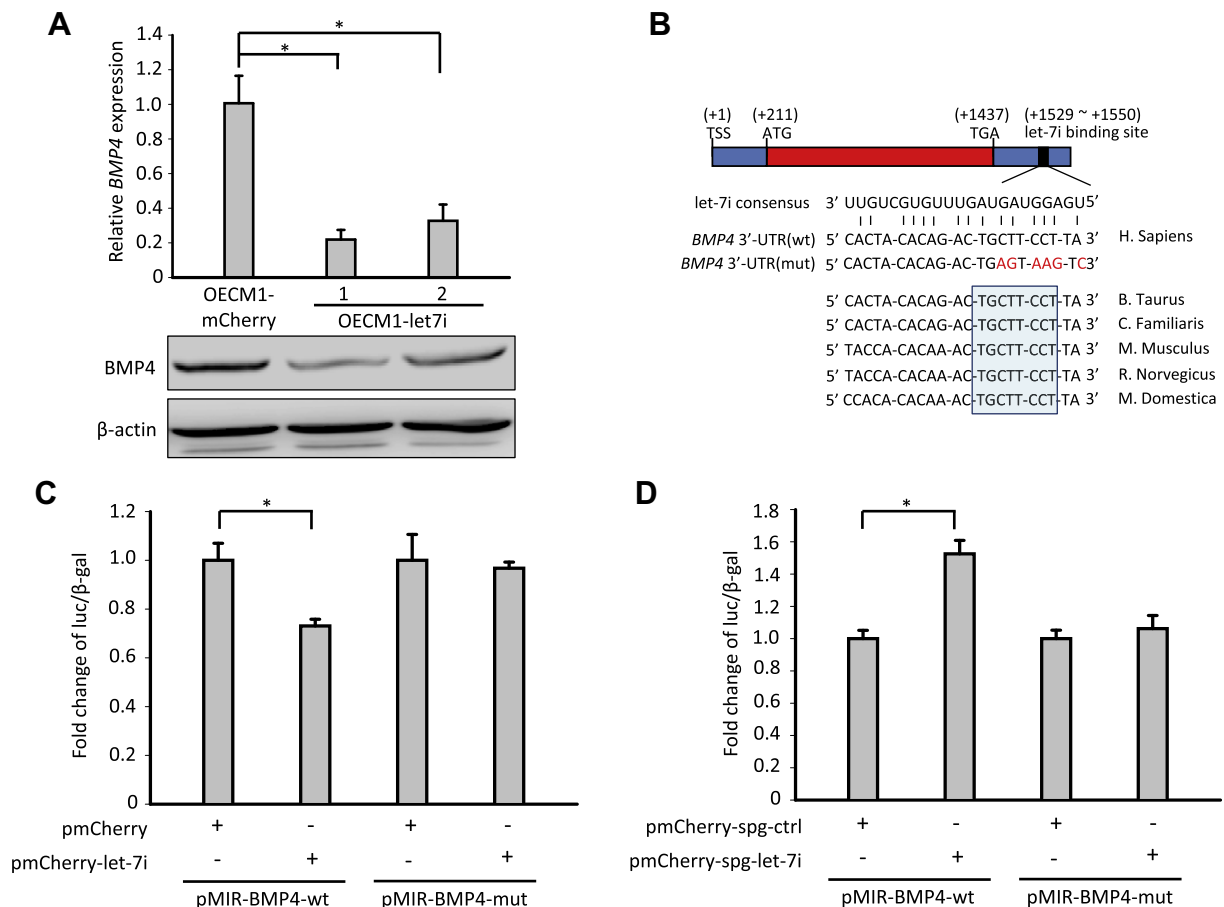 A
Relative BMP4 expression
1.4
1.2
1.0
0.8
0.6
0.4
0.2
0
*
*
OECM1-
mCherry
1 2
OECM1-let7i
BMP4
β-actin
B
(+1) (+211) (+1437) (+1529 ~ +1550)
TSS ATG TGA let-7i binding site
let-7i consensus 3’ UUGUCGUGUUUGAUGAUGGAGU5’
BMP4 3’-UTR(wt) 5’ CACTA-CACAG-AC-TGCTT-CCT-TA 3’ H. Sapiens
BMP4 3’-UTR(mut) 5’ CACTA-CACAG-AC-TGAGT-AAG-TC3’
5’ CACTA-CACAG-AC-TGCTT-CCT-TA 3’ B. Taurus
5’ CACTA-CACAG-AC-TGCTT-CCT-TA 3’ C. Familiaris
5’ TACCA-CACAA-AC-TGCTT-CCT-TA 3’ M. Musculus
5’ TACCA-CACAA-AC-TGCTT-CCT-TA 3’ R. Norvegicus
5’ CCACA-CACAA-AC-TGCTT-CCT-TA 3’ M. Domestica
C
Fold change of luc/β-gal
1.2
1.0
0.8
0.6
0.4
0.2
0
*
pmCherry + - + -
pmCherry-let-7i - + - +
pMIR-BMP4-wt pMIR-BMP4-mut
D
Fold change of luc/β-gal
1.8
1.6
1.4
1.2
1.0
0.8
0.6
0.4
0.2
0
*
pmCherry-spg-ctrl + - + -
pmCherry-spg-let-7i - + - +
pMIR-BMP4-wt pMIR-BMP4-mut